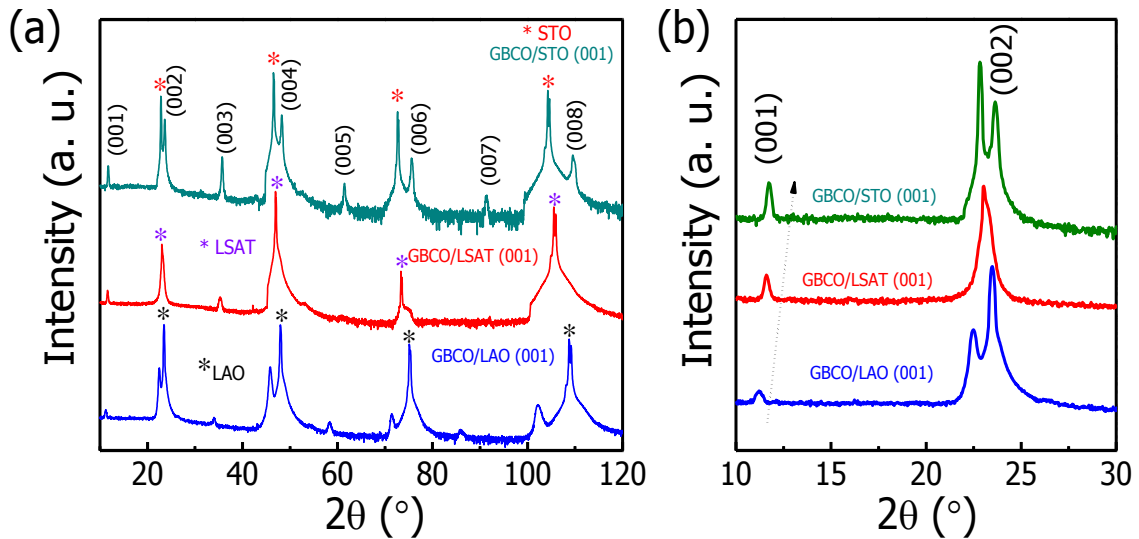 (a)
Intensity (a. u.)
* STO
GBCO/STO (001)
(001)
*
(002)
(003)
*
(004)
(005)
*
(006)
(007)
*
(008)
* LSAT
GBCO/LSAT (001)
*
*
*
*
*LAO
GBCO/LAO (001)
*
*
*
*
20 40 60 80 100 120
2θ (°)
(b)
Intensity (a. u.)
(001)
(002)
GBCO/STO (001)
GBCO/LSAT (001)
GBCO/LAO (001)
10 15 20 25 30
2θ (°)